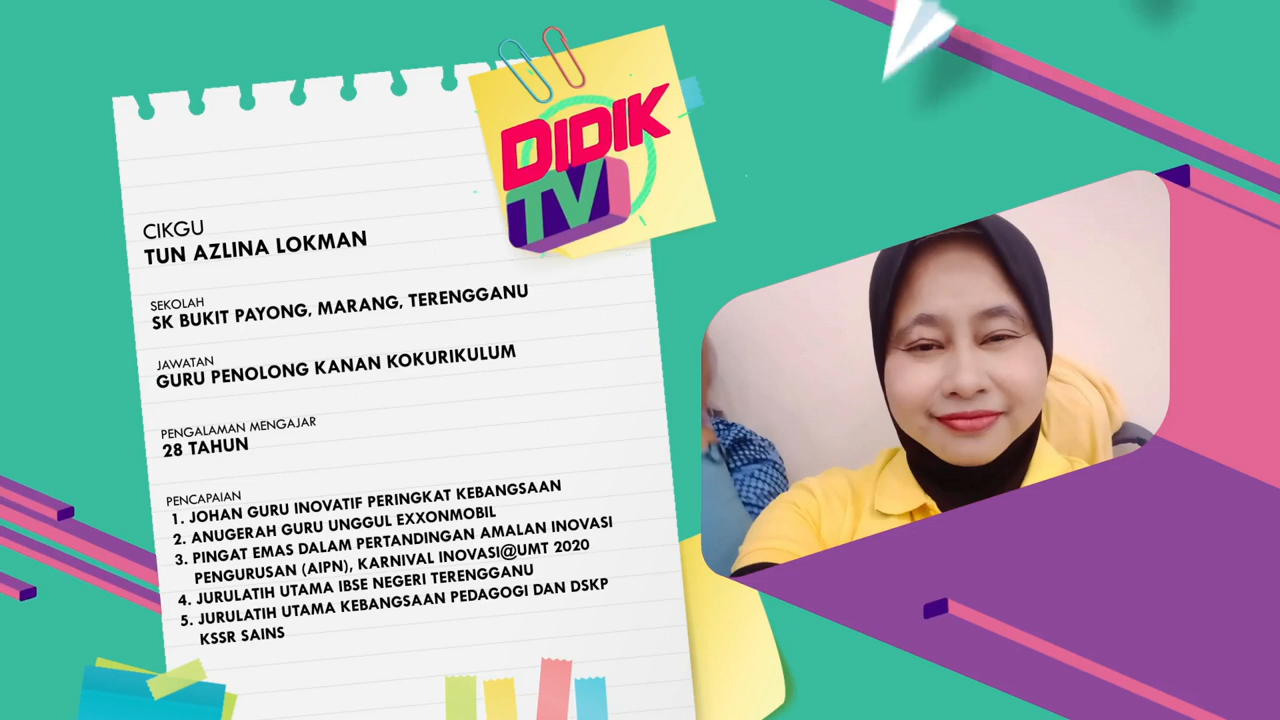 DIDIK
TV
CIKGU
TUN AZLINA LOKMAN
SEKOLAH
SK BUKIT PAYONG, MARANG, TERENGGANU
JAWATAN
GURU PENOLONG KANAN KOKURIKULUM
PENGALAMAN MENGAJAR
28 TAHUN
PENCAPAIAN
1. JOHAN GURU INOVATIF PERINGKAT KEBANGSAAN
2. ANUGERAH GURU UNGGUL EXXONMOBIL
3. PINGAT EMAS DALAM PERTANDINGAN AMALAN INOVASI
PENGURUSAN (AIPN), KARNIVAL INOVASI@UMT 2020
4. JURULATIH UTAMA IBSE NEGERI TERENGGANU
5. JURULATIH UTAMA KEBANGSAAN PEDAGOGI DAN DSKP
KSSR SAINS